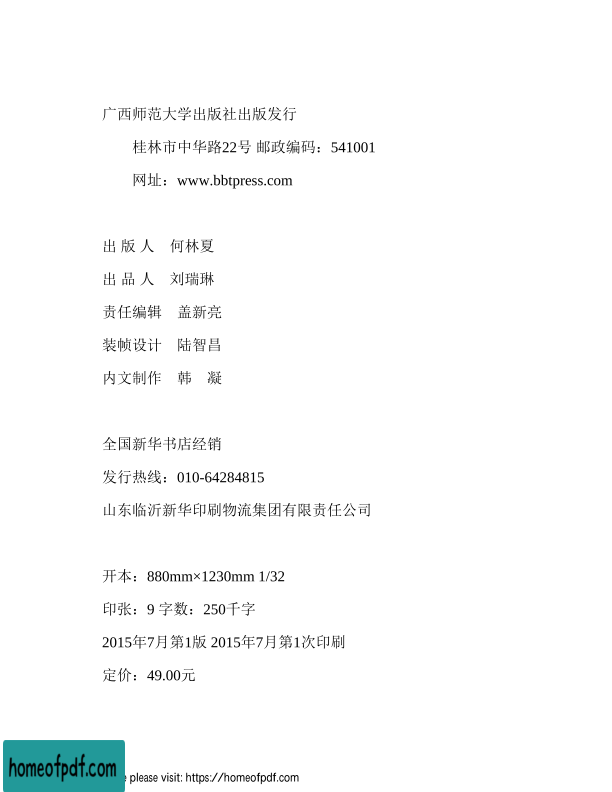 广西师范大学出版社出版发行
桂林市中华路22号 邮政编码：541001
网址：www.bbtpress.com
出 版 人　何林夏
出 品 人　刘瑞琳
责任编辑　盖新亮
装帧设计　陆智昌
内文制作　韩　凝
全国新华书店经销
发行热线：010-64284815
山东临沂新华印刷物流集团有限责任公司
开本：880mm×1230mm 1/32
印张：9 字数：250千字
2015年7月第1版 2015年7月第1次印刷
定价：49.00元
homeofpdf.com
please visit: https://homeofpdf.com